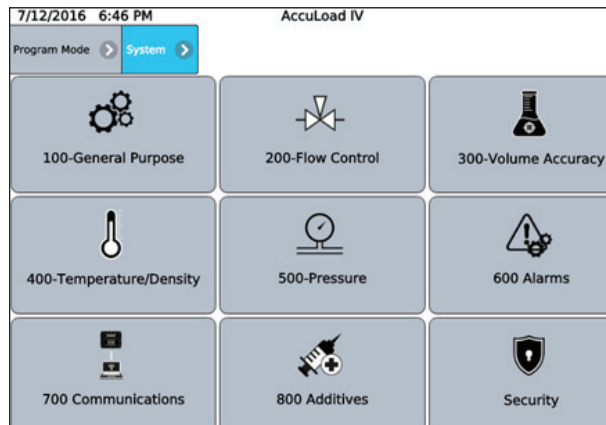 7/12/2016 6:46 PM AccuLoad IV
Program Mode System
100-General Purpose 200-Flow Control 300-Volume Accuracy
400-Temperature/Density 500-Pressure 600 Alarms
700 Communications 800 Additives Security